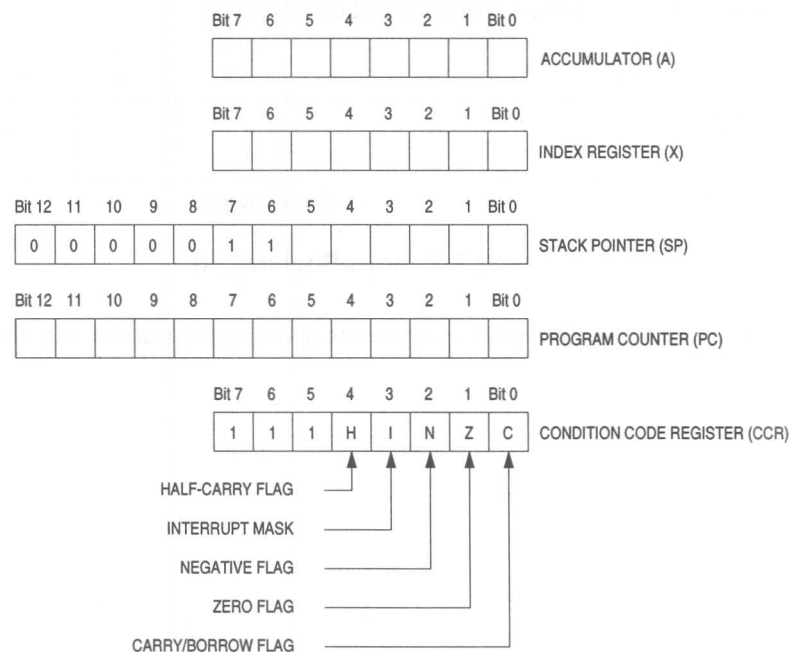 Bit 7 6 5 4 3 2 1 Bit 0
ACCUMULATOR (A)
Bit 7 6 5 4 3 2 1 Bit 0
INDEX REGISTER (X)
Bit 12 11 10 9 8 7 6 5 4 3 2 1 Bit 0
0 0 0 0 0 1 1 STACK POINTER (SP)
Bit 12 11 10 9 8 7 6 5 4 3 2 1 Bit 0
PROGRAM COUNTER (PC)
Bit 7 6 5 4 3 2 1 Bit 0
1 1 1 H I N Z C CONDITION CODE REGISTER (CCR)
HALF-CARRY FLAG
INTERRUPT MASK
NEGATIVE FLAG
ZERO FLAG
CARRY/BORROW FLAG